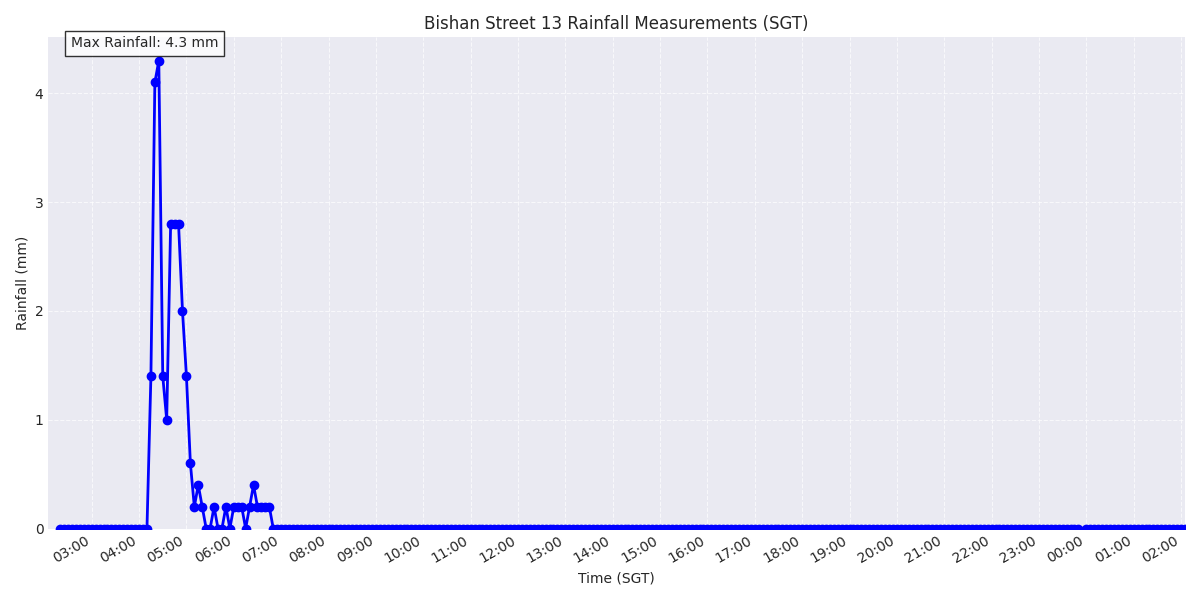 Bishan Street 13 Rainfall Measurements (SGT)
Max Rainfall: 4.3 mm
4
3
2
1
0
Rainfall (mm)
03:00 04:00 05:00 06:00 07:00 08:00 09:00 10:00 11:00 12:00 13:00 14:00 15:00 16:00 17:00 18:00 19:00 20:00 21:00 22:00 23:00 00:00 01:00 02:00
Time (SGT)